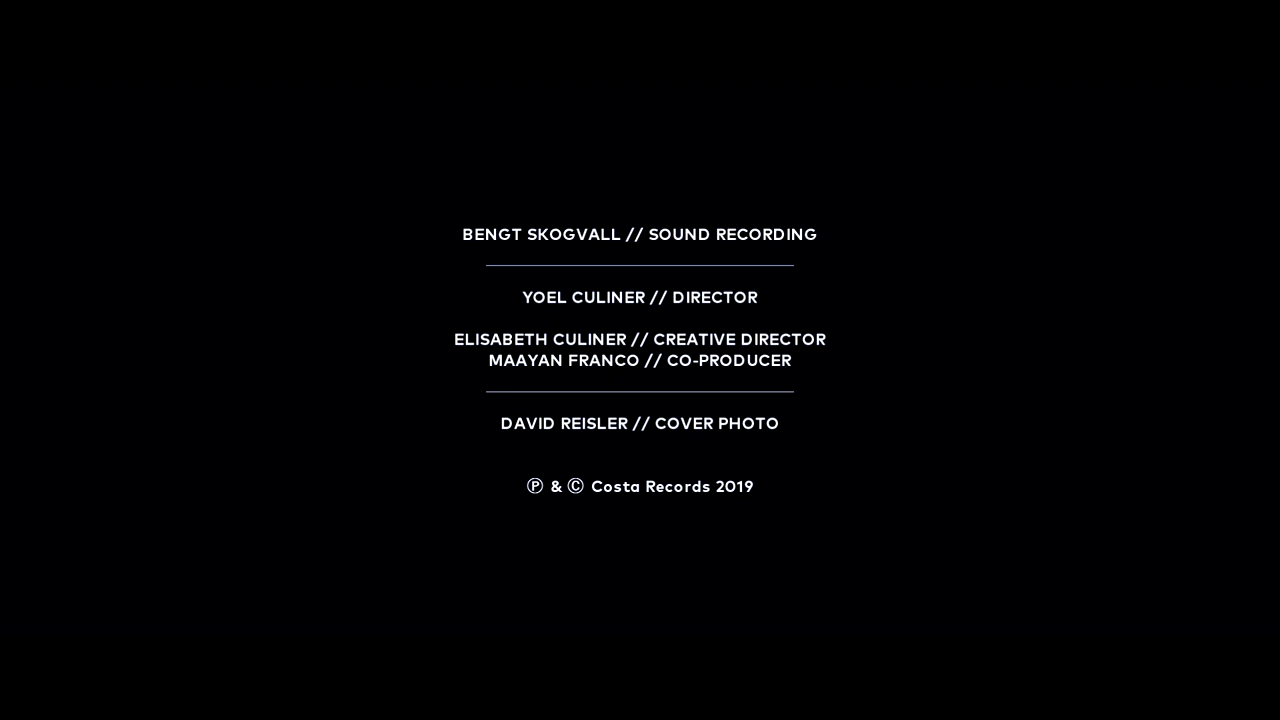 BENGT SKOGVALL // SOUND RECORDING
YOEL CULINER // DIRECTOR
ELISABETH CULINER // CREATIVE DIRECTOR
MAAYAN FRANCO // CO-PRODUCER
DAVID REISLER // COVER PHOTO
Ⓟ & Ⓒ Costa Records 2019